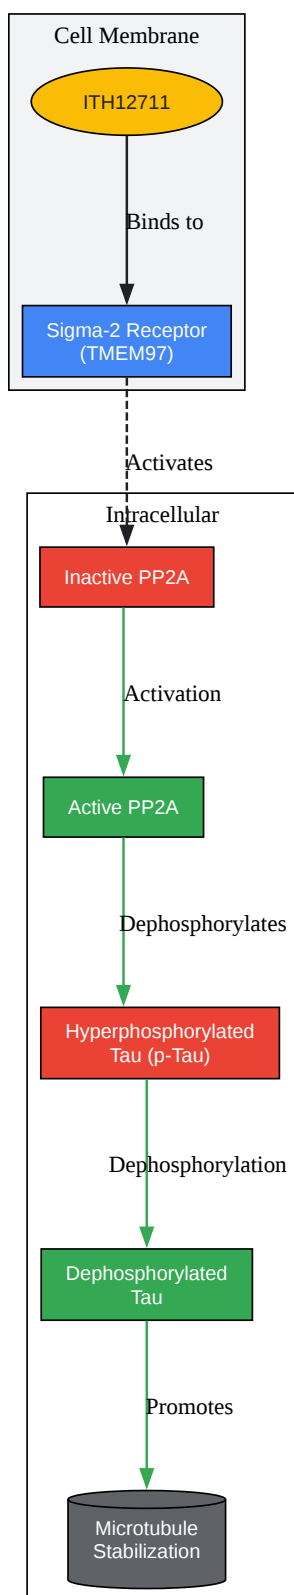 Cell Membrane
ITH12711
Binds to
Sigma-2 Receptor
(TMEM97)
Activates
Intracellular
Inactive PP2A
Activation
Active PP2A
Dephosphorylates
Hyperphosphorylated
Tau (p-Tau)
Dephosphorylation
Dephosphorylated
Tau
Promotes
Microtubule
Stabilization